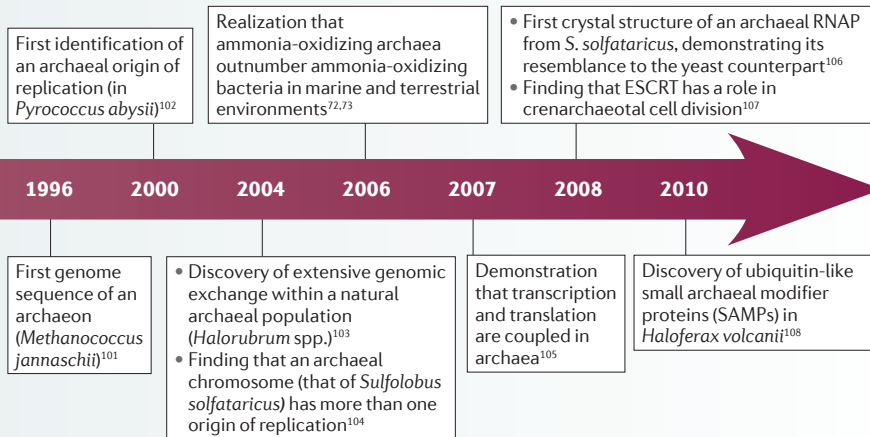 First identification of
an archaeal origin of
replication (in
Pyrococcus abysii)102
Realization that
ammonia-oxidizing archaea
outnumber ammonia-oxidizing
bacteria in marine and terrestrial
environments72,73
• First crystal structure of an archaeal RNAP
from S. solfataricus, demonstrating its
resemblance to the yeast counterpart106
• Finding that ESCRT has a role in
crenarchaeotal cell division107
1996 2000 2004 2006 2007 2008 2010
First genome
sequence of an
archaeon
(Methanococcus
jannaschii)101
• Discovery of extensive genomic
exchange within a natural
archaeal population
(Halorubrum spp.)103
• Finding that an archaeal
chromosome (that of Sulfolobus
solfataricus) has more than one
origin of replication104
Demonstration
that transcription
and translation
are coupled in
archaea105
Discovery of ubiquitin-like
small archaeal modifier
proteins (SAMPs) in
Haloferax volcanii108